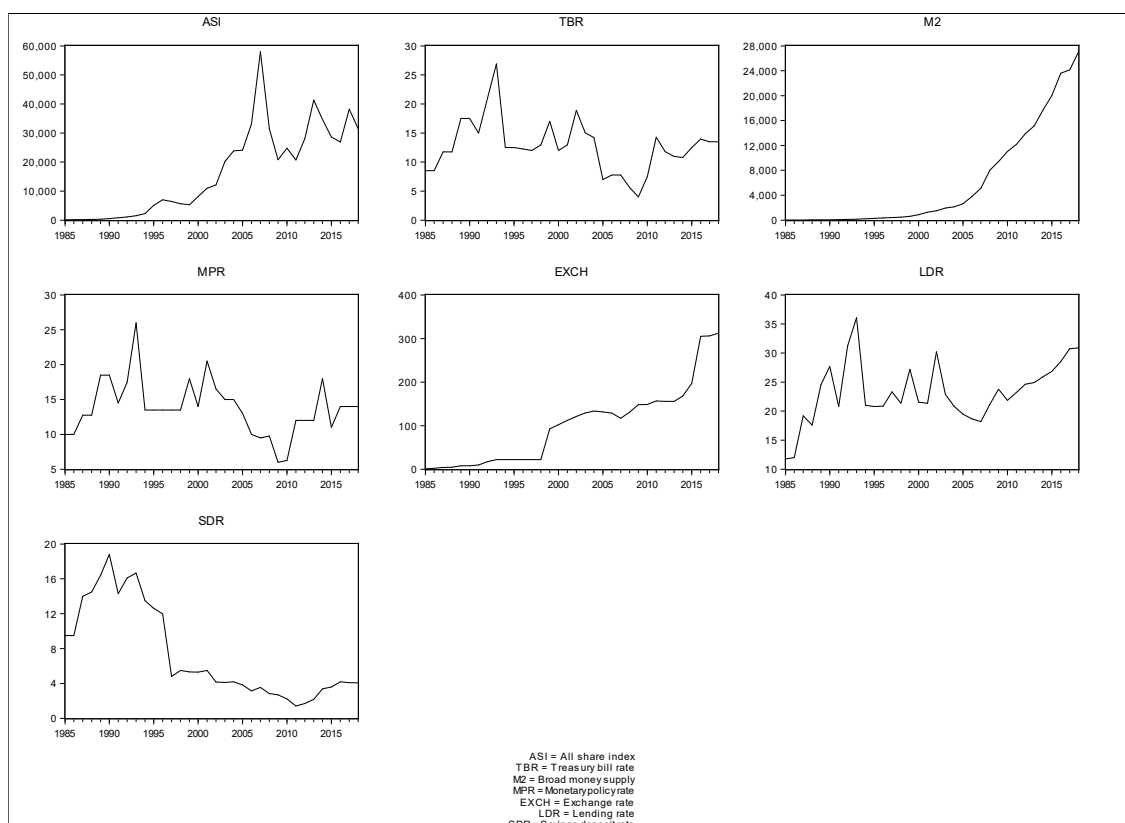 ASI
TBR
M2
60,000
50,000
40,000
30,000
20,000
10,000
0
1985 1990 1995 2000 2005 2010 2015
30
25
20
15
10
5
0
1985 1990 1995 2000 2005 2010 2015
28,000
24,000
20,000
16,000
12,000
8,000
4,000
0
1985 1990 1995 2000 2005 2010 2015
MPR
EXCH
LDR
30
25
20
15
10
5
1985 1990 1995 2000 2005 2010 2015
400
300
200
100
0
1985 1990 1995 2000 2005 2010 2015
40
35
30
25
20
15
10
1985 1990 1995 2000 2005 2010 2015
SDR
20
16
12
8
4
0
1985 1990 1995 2000 2005 2010 2015
ASI = All share index
TBR = Treasury bill rate
M2 = Broad money supply
MPR = Monetary policy rate
EXCH = Exchange rate
LDR = Lending rate
SDR = Savings deposit rate